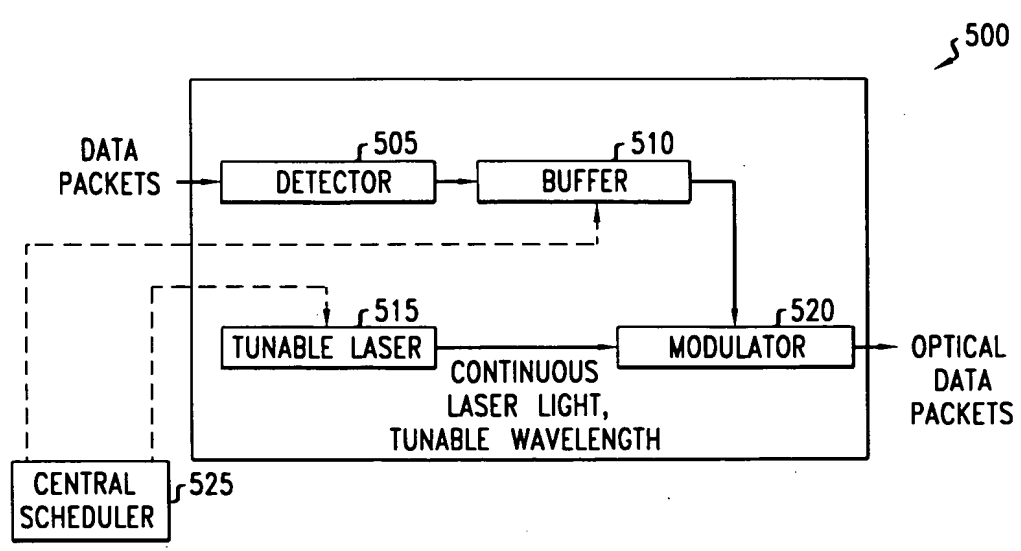 500
DATA
PACKETS
505
DETECTOR
510
BUFFER
515
TUNABLE LASER
520
MODULATOR
CONTINUOUS
LASER LIGHT,
TUNABLE WAVELENGTH
OPTICAL
DATA
PACKETS
CENTRAL
SCHEDULER
525